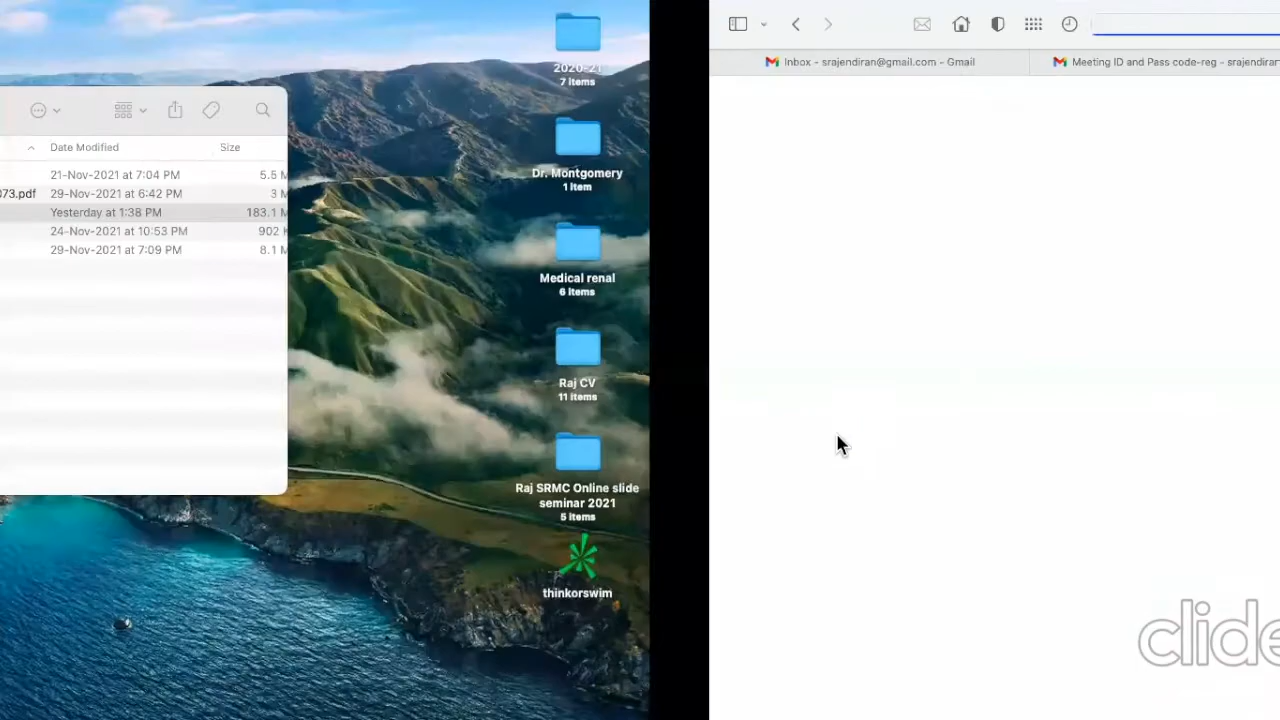 2020-21
7 items
Dr. Montgomery
1 item
Medical renal
6 items
Raj CV
11 items
Raj SRMC Online slide
seminar 2021
5 items
thinkorswim
Date Modified Size
21-Nov-2021 at 7:04 PM 5.5 M
073.pdf 29-Nov-2021 at 6:42 PM 3 M
Yesterday at 1:38 PM 183.1 M
24-Nov-2021 at 10:53 PM 902 K
29-Nov-2021 at 7:09 PM 8.1 M
Inbox - srajendiran@gmail.com - Gmail
Meeting ID and Pass code-reg - srajendiran
clide